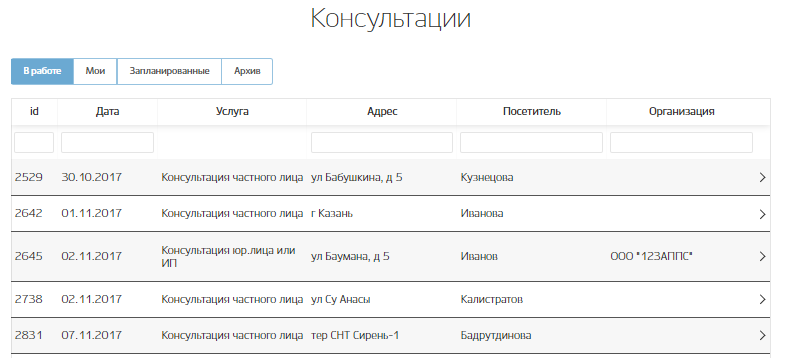 Консультации
В работе Мои Запланированные Архив
id Дата Услуга Адрес Посетитель Организация
2529 30.10.2017 Консультация частного лица ул Бабушкина, д 5 Кузнецова
2642 01.11.2017 Консультация частного лица г Казань Иванова
2645 02.11.2017 Консультация юр.лица или ИП ул Баумана, д 5 Иванов ООО "123АППС"
2738 02.11.2017 Консультация частного лица ул Су Анасы Калистратов
2831 07.11.2017 Консультация частного лица тер СНТ Сирень-1 Бадрутдинова